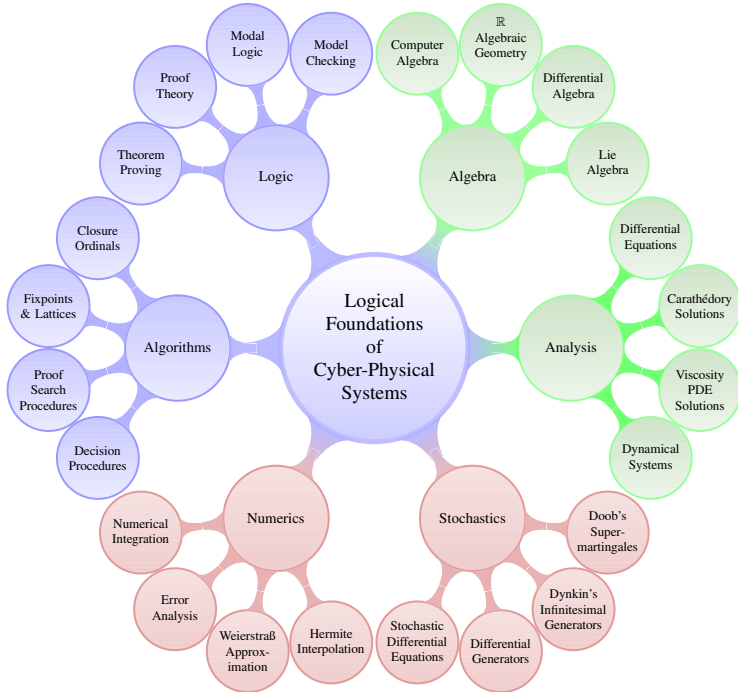 Logical
Foundations
of
Cyber-Physical
Systems
Logic
Theorem
Proving
Proof
Theory
Modal
Logic
Model
Checking
Algebra
Computer
Algebra
ℝ
Algebraic
Geometry
Differential
Algebra
Lie
Algebra
Analysis
Differential
Equations
Carathédory
Solutions
Viscosity
PDE
Solutions
Dynamical
Systems
Stochastics
Doob's
Super-
martingales
Dynkin's
Infinitesimal
Generators
Differential
Generators
Stochastic
Differential
Equations
Numerics
Hermite
Interpolation
Weierstraß
Approx-
imation
Error
Analysis
Numerical
Integration
Algorithms
Decision
Procedures
Proof
Search
Procedures
Fixpoints
& Lattices
Closure
Ordinals